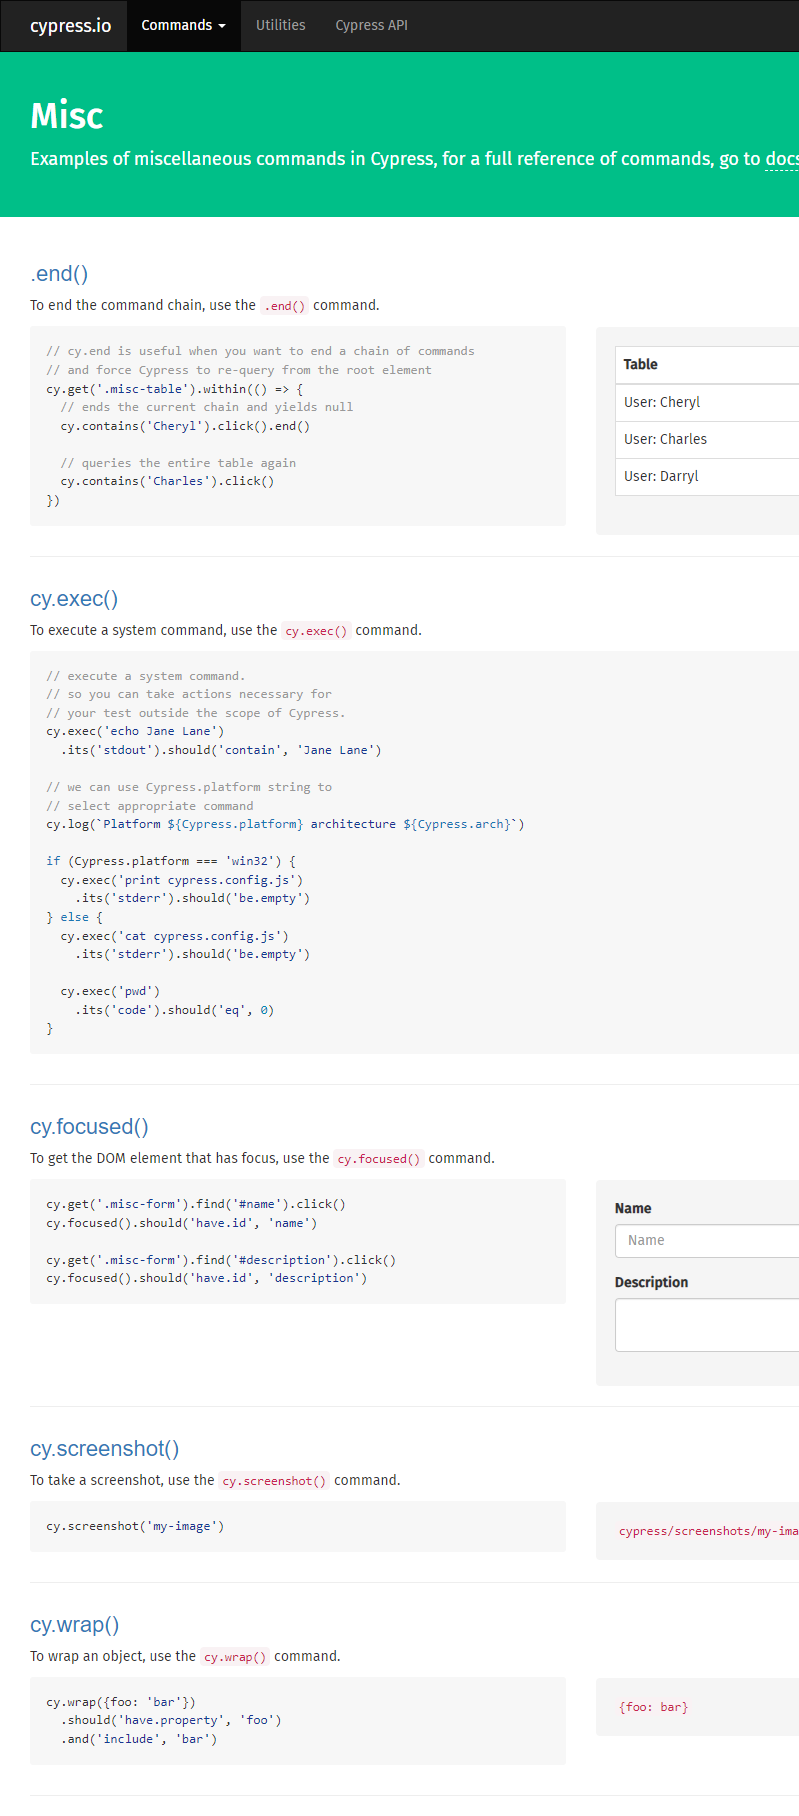 cypress.io Commands Utilities Cypress API
Misc
Examples of miscellaneous commands in Cypress, for a full reference of commands, go to docs
.end()
To end the command chain, use the .end() command.
// cy.end is useful when you want to end a chain of commands
// and force Cypress to re-query from the root element
cy.get('.misc-table').within(() => {
  // ends the current chain and yields null
  cy.contains('Cheryl').click().end()
  // queries the entire table again
  cy.contains('Charles').click()
})
Table
User: Cheryl
User: Charles
User: Darryl
cy.exec()
To execute a system command, use the cy.exec() command.
// execute a system command.
// so you can take actions necessary for
// your test outside the scope of Cypress.
cy.exec('echo Jane Lane')
  .its('stdout').should('contain', 'Jane Lane')
// we can use Cypress.platform string to
// select appropriate command
cy.log(`Platform ${Cypress.platform} architecture ${Cypress.arch}`)
if (Cypress.platform === 'win32') {
  cy.exec('print cypress.config.js')
    .its('stderr').should('be.empty')
} else {
  cy.exec('cat cypress.config.js')
    .its('stderr').should('be.empty')
  cy.exec('pwd')
    .its('code').should('eq', 0)
}
cy.focused()
To get the DOM element that has focus, use the cy.focused() command.
cy.get('.misc-form').find('#name').click()
cy.focused().should('have.id', 'name')
cy.get('.misc-form').find('#description').click()
cy.focused().should('have.id', 'description')
Name
Name
Description
cy.screenshot()
To take a screenshot, use the cy.screenshot() command.
cy.screenshot('my-image')
cypress/screenshots/my-ima
cy.wrap()
To wrap an object, use the cy.wrap() command.
cy.wrap({foo: 'bar'})
  .should('have.property', 'foo')
  .and('include', 'bar')
{foo: bar}